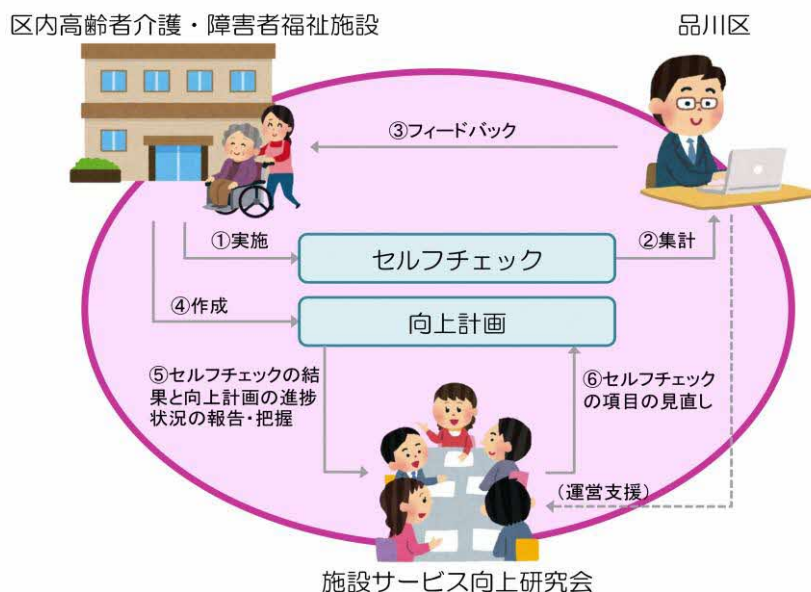 区内高齢者介護・障害者福祉施設
品川区
③フィードバック
①実施
セルフチェック
②集計
④作成
向上計画
⑤セルフチェックの結
果と向上計画の進捗
状況の報告・把握
⑥セルフチェック
の項目の見直し
（運営支援）
施設サービス向上研究会